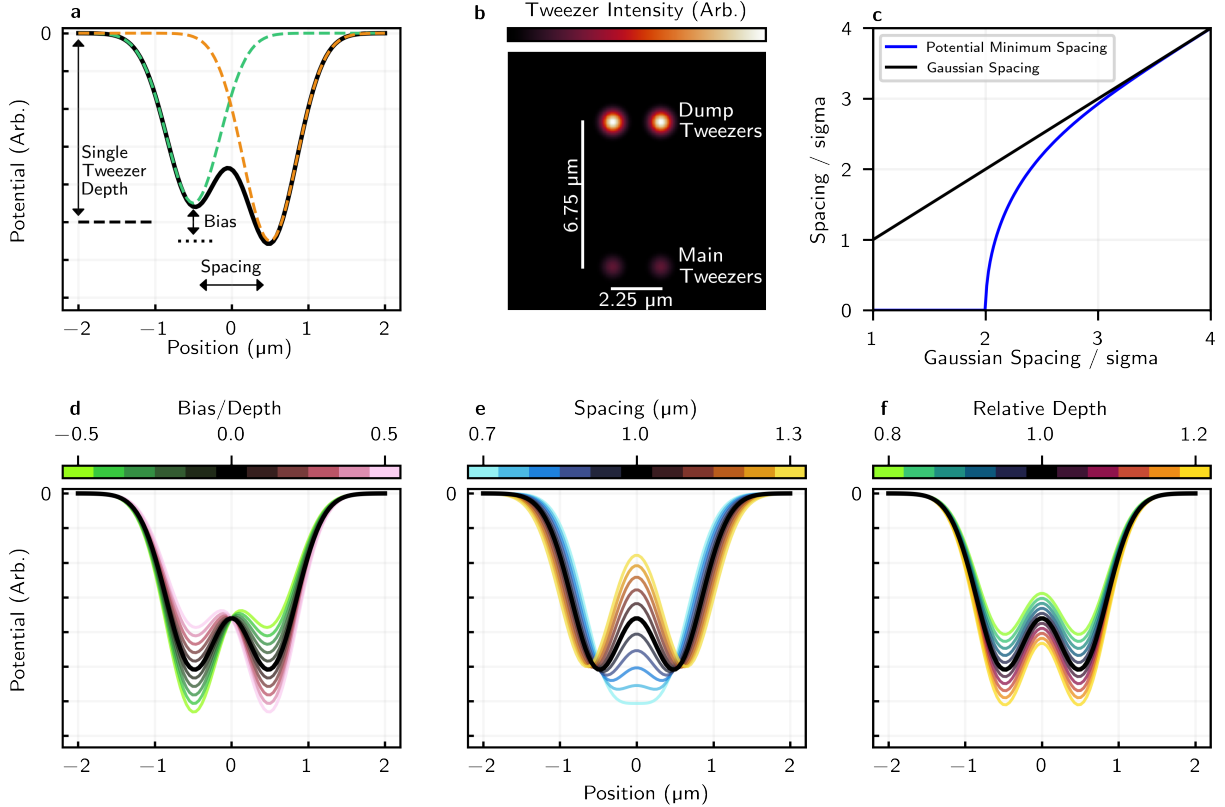 a
0
Potential (Arb.)
Single
Tweezer
Depth
Bias
Spacing
−2
−1
0
1
2
Position (μm)
b
Tweezer Intensity (Arb.)
Dump
Tweezers
6.75 μm
Main
Tweezers
2.25 μm
c
Potential Minimum Spacing
Gaussian Spacing
Spacing / sigma
4
3
2
1
0
1
2
3
4
Gaussian Spacing / sigma
d
Bias/Depth
−0.5
0.0
0.5
0
Potential (Arb.)
−2
−1
0
1
2
Position (μm)
e
Spacing (μm)
0.7
1.0
1.3
0
−2
−1
0
1
2
Position (μm)
f
Relative Depth
0.8
1.0
1.2
0
−2
−1
0
1
2
Position (μm)